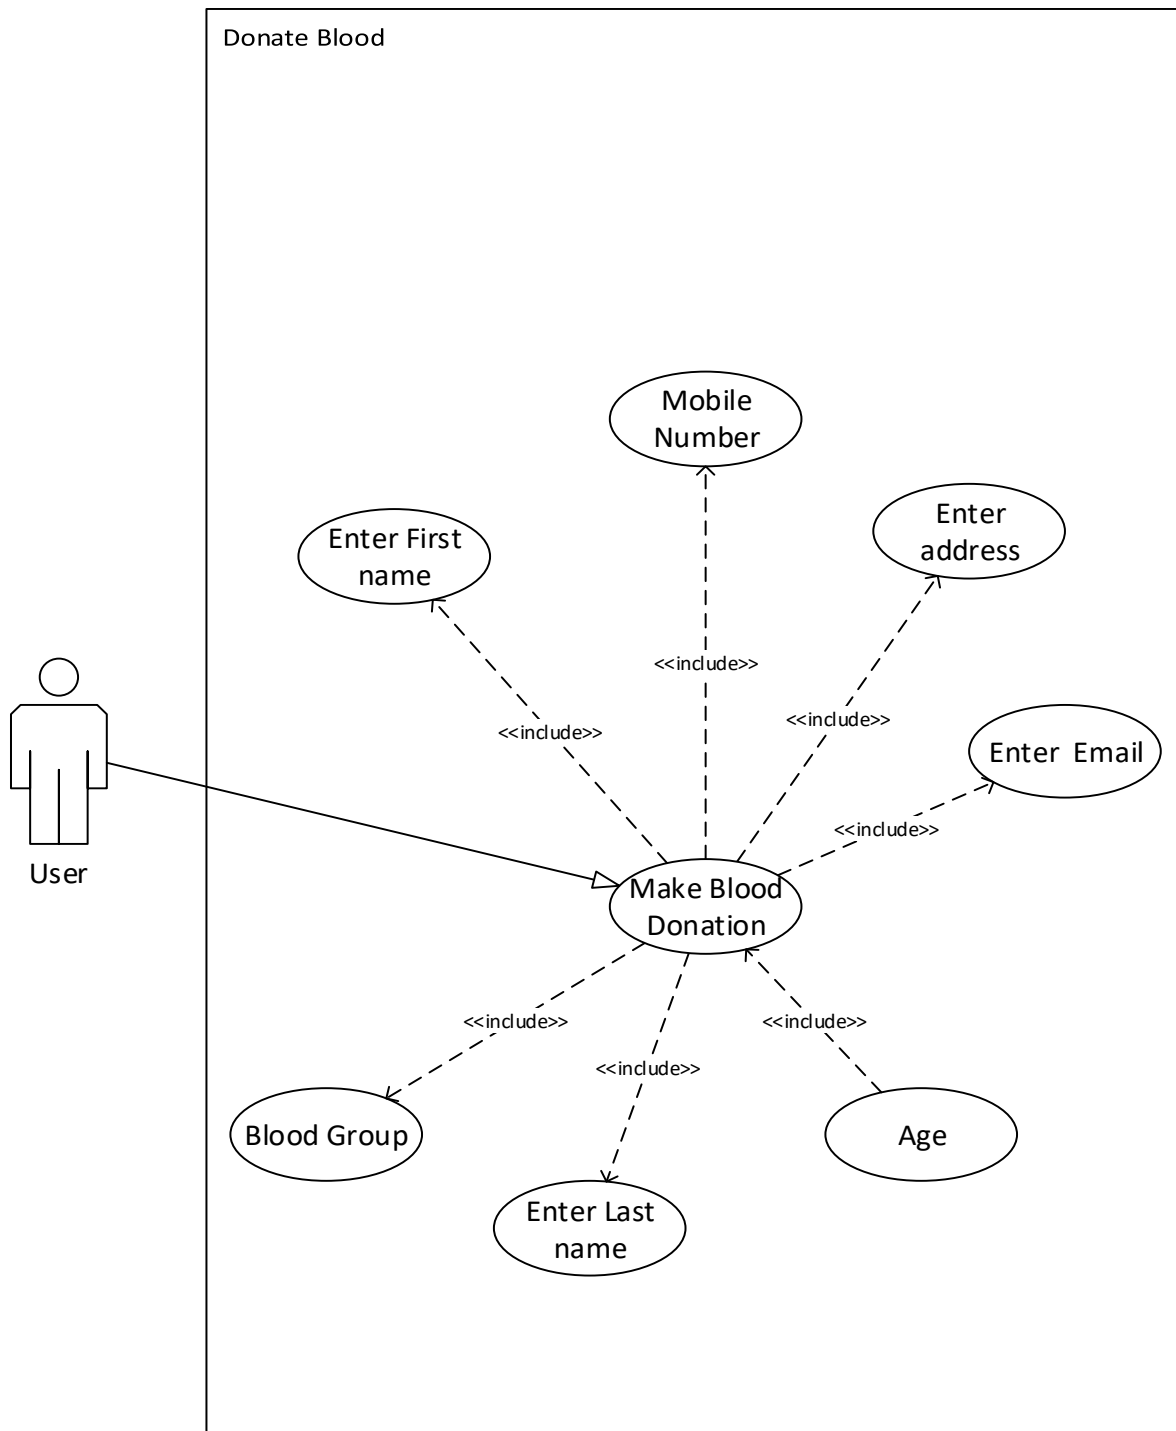 Donate Blood
Mobile
Number
Enter
address
Enter First
name
<<include>>
<<include>>
<<include>>
Enter  Email
<<include>>
User
Make Blood
Donation
<<include>>
<<include>>
<<include>>
Blood Group
Age
Enter Last
name